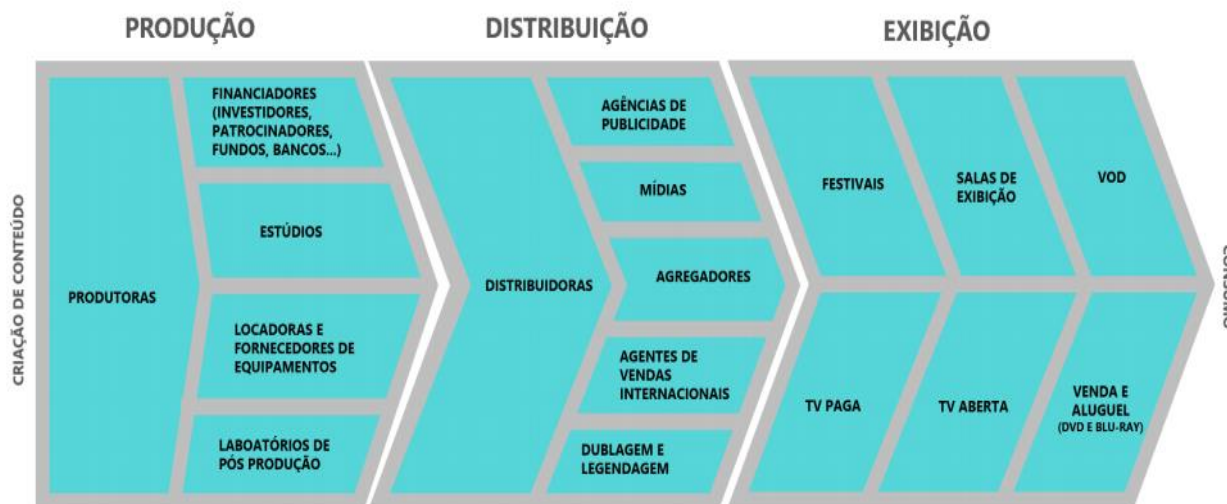 PRODUÇÃO
DISTRIBUIÇÃO
EXIBIÇÃO
CRIAÇÃO DE CONTEÚDO
PRODUTORAS
FINANCIADORES
(INVESTIDORES,
PATROCINADORES,
FUNDOS, BANCOS...)
ESTÚDIOS
LOCADORAS E
FORNECEDORES DE
EQUIPAMENTOS
LABOATÓRIOS DE
PÓS PRODUÇÃO
DISTRIBUIDORAS
AGÊNCIAS DE
PUBLICIDADE
MÍDIAS
AGREGADORES
AGENTES DE
VENDAS
INTERNACIONAIS
DUBLAGEM E
LEGENDAGEM
FESTIVAIS
SALAS DE
EXIBIÇÃO
VOD
TV PAGA
TV ABERTA
VENDA E
ALUGUEL
(DVD E BLU-RAY)